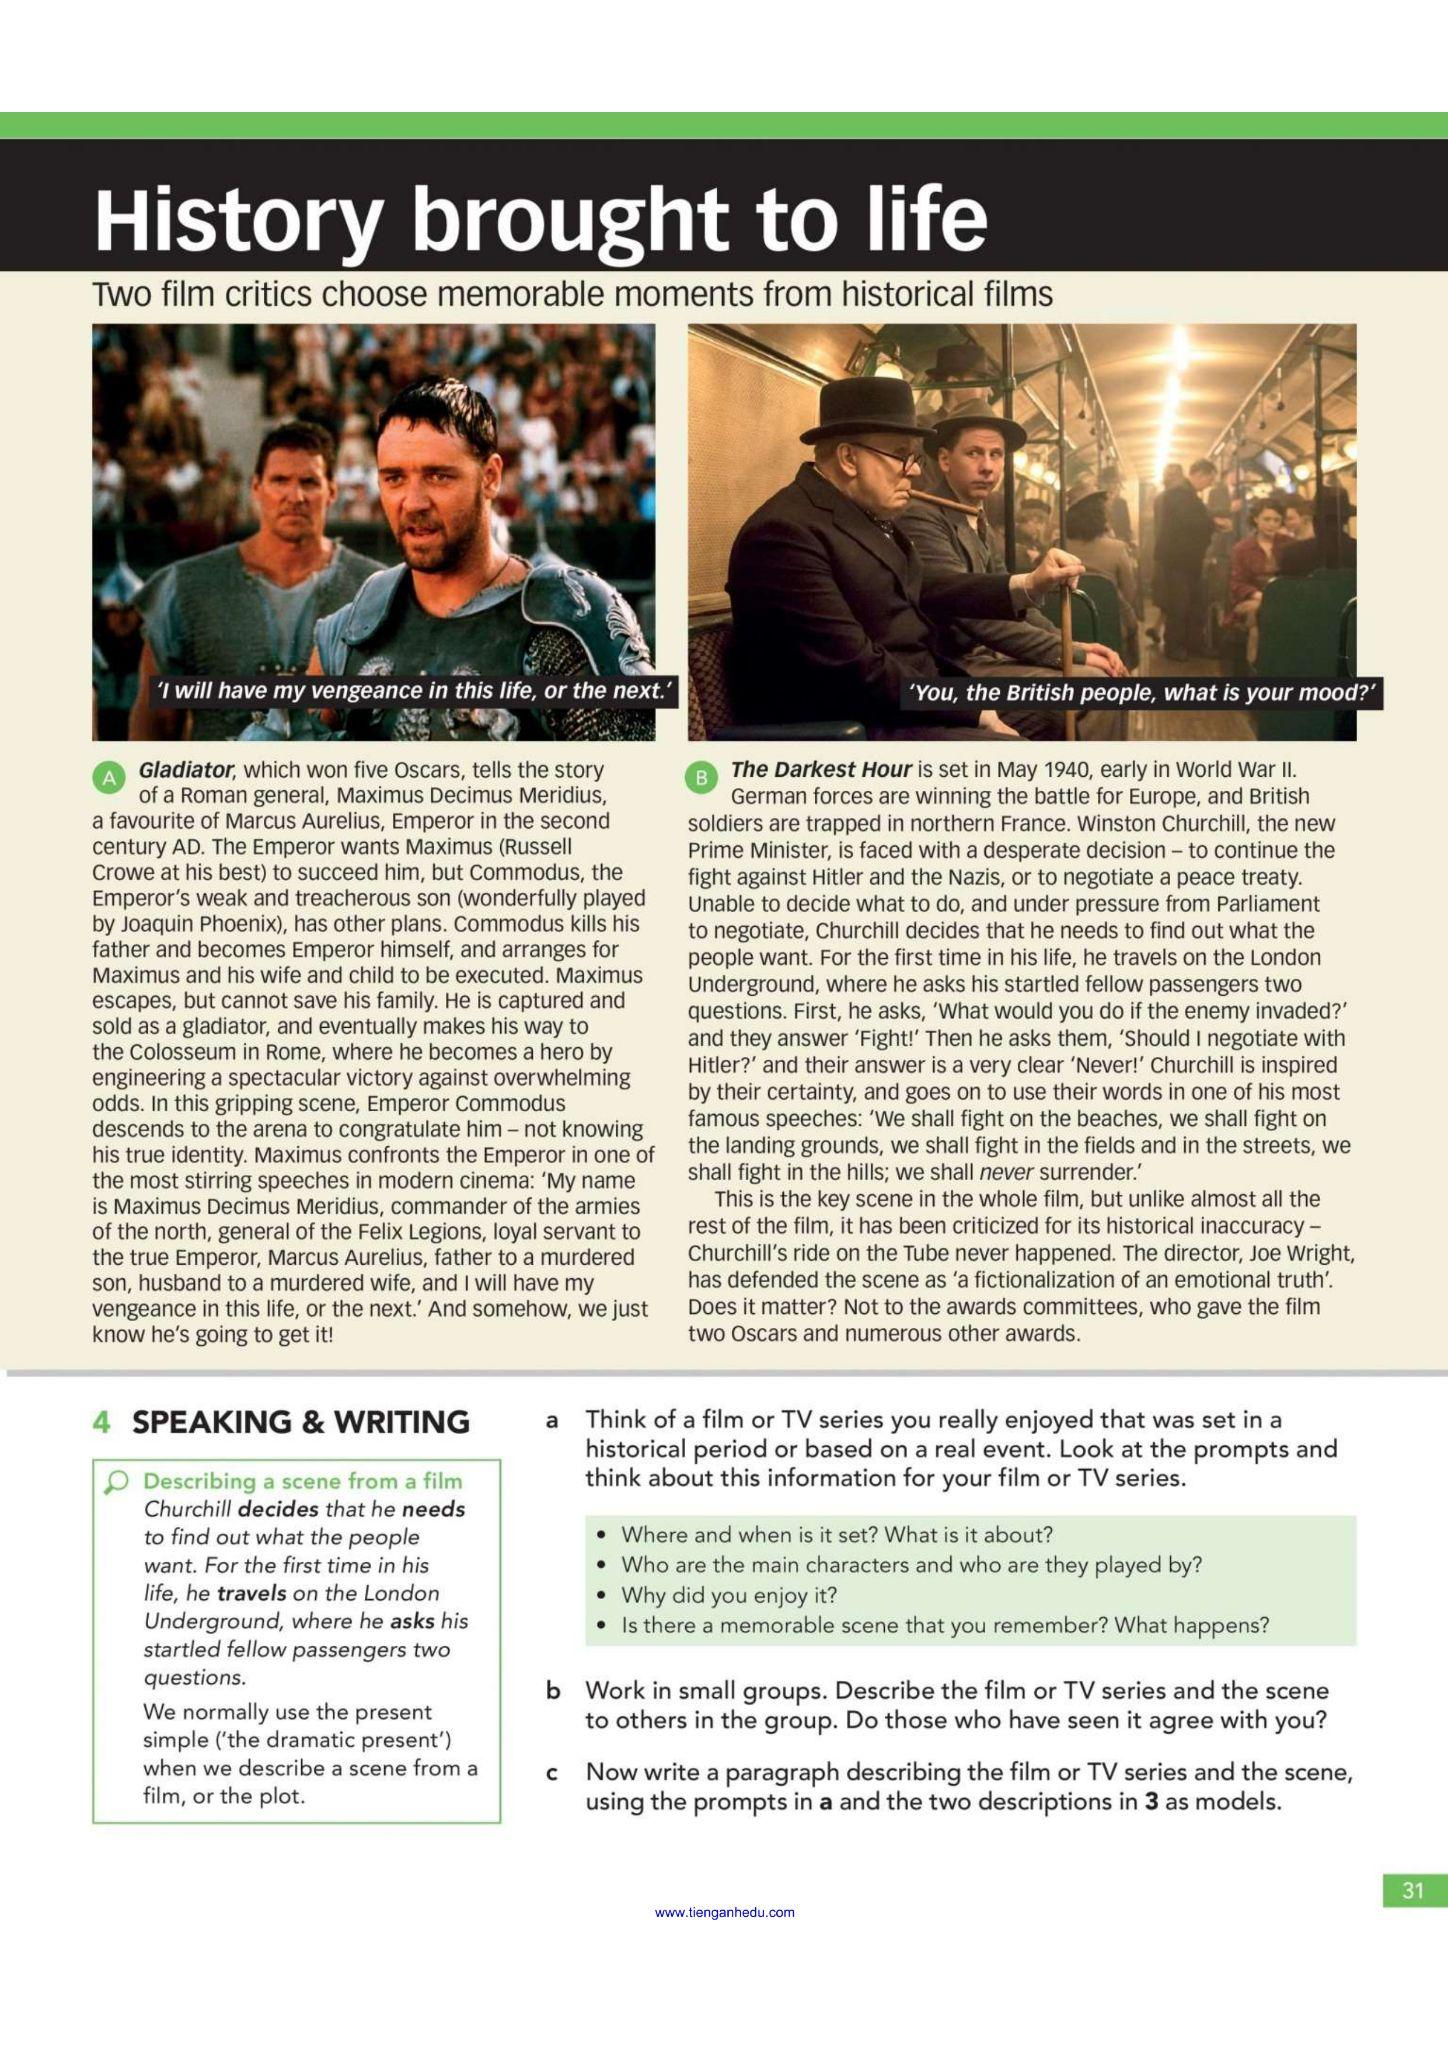 History brought to life
Two film critics choose memorable moments from historical films
'I will have my vengeance in this life, or the next.'
'You, the British people, what is your mood?'
A Gladiator, which won five Oscars, tells the story
of a Roman general, Maximus Decimus Meridius,
a favourite of Marcus Aurelius, Emperor in the second
century AD. The Emperor wants Maximus (Russell
Crowe at his best) to succeed him, but Commodus, the
Emperor's weak and treacherous son (wonderfully played
by Joaquin Phoenix), has other plans. Commodus kills his
father and becomes Emperor himself, and arranges for
Maximus and his wife and child to be executed. Maximus
escapes, but cannot save his family. He is captured and
sold as a gladiator, and eventually makes his way to
the Colosseum in Rome, where he becomes a hero by
engineering a spectacular victory against overwhelming
odds. In this gripping scene, Emperor Commodus
descends to the arena to congratulate him – not knowing
his true identity. Maximus confronts the Emperor in one of
the most stirring speeches in modern cinema: 'My name
is Maximus Decimus Meridius, commander of the armies
of the north, general of the Felix Legions, loyal servant to
the true Emperor, Marcus Aurelius, father to a murdered
son, husband to a murdered wife, and I will have my
vengeance in this life, or the next.' And somehow, we just
know he's going to get it!
B The Darkest Hour is set in May 1940, early in World War II.
German forces are winning the battle for Europe, and British
soldiers are trapped in northern France. Winston Churchill, the new
Prime Minister, is faced with a desperate decision – to continue the
fight against Hitler and the Nazis, or to negotiate a peace treaty.
Unable to decide what to do, and under pressure from Parliament
to negotiate, Churchill decides that he needs to find out what the
people want. For the first time in his life, he travels on the London
Underground, where he asks his startled fellow passengers two
questions. First, he asks, 'What would you do if the enemy invaded?'
and they answer 'Fight!' Then he asks them, 'Should I negotiate with
Hitler?' and their answer is a very clear 'Never!' Churchill is inspired
by their certainty, and goes on to use their words in one of his most
famous speeches: 'We shall fight on the beaches, we shall fight on
the landing grounds, we shall fight in the fields and in the streets, we
shall fight in the hills; we shall never surrender.'
This is the key scene in the whole film, but unlike almost all the
rest of the film, it has been criticized for its historical inaccuracy –
Churchill's ride on the Tube never happened. The director, Joe Wright,
has defended the scene as 'a fictionalization of an emotional truth'.
Does it matter? Not to the awards committees, who gave the film
two Oscars and numerous other awards.
4 SPEAKING & WRITING
Describing a scene from a film
Churchill decides that he needs
to find out what the people
want. For the first time in his
life, he travels on the London
Underground, where he asks his
startled fellow passengers two
questions.
We normally use the present
simple ('the dramatic present')
when we describe a scene from a
film, or the plot.
a Think of a film or TV series you really enjoyed that was set in a
historical period or based on a real event. Look at the prompts and
think about this information for your film or TV series.
• Where and when is it set? What is it about?
• Who are the main characters and who are they played by?
• Why did you enjoy it?
• Is there a memorable scene that you remember? What happens?
b Work in small groups. Describe the film or TV series and the scene
to others in the group. Do those who have seen it agree with you?
c Now write a paragraph describing the film or TV series and the scene,
using the prompts in a and the two descriptions in 3 as models.
31
www.tienganhedu.com